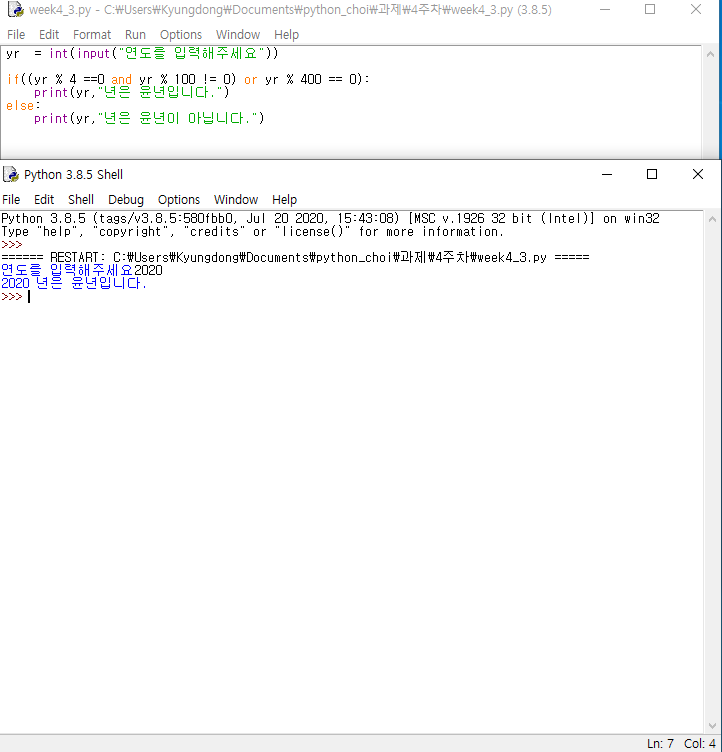 week4_3.py - C:₩Users₩Kyungdong₩Documents₩python_choi₩과제₩4주차₩week4_3.py (3.8.5)
File Edit Format Run Options Window Help
yr  = int(input("연도를 입력해주세요"))
if((yr % 4 ==0 and yr % 100 != 0) or yr % 400 == 0):
    print(yr,"년은 윤년입니다.")
else:
    print(yr,"년은 윤년이 아닙니다.")
Python 3.8.5 Shell
File Edit Shell Debug Options Window Help
Python 3.8.5 (tags/v3.8.5:580fbb0, Jul 20 2020, 15:43:08) [MSC v.1926 32 bit (Intel)] on win32
Type "help", "copyright", "credits" or "license()" for more information.
>>>
====== RESTART: C:₩Users₩Kyungdong₩Documents₩python_choi₩과제₩4주차₩week4_3.py =====
연도를 입력해주세요2020
2020 년은 윤년입니다.
>>>
Ln: 7 Col: 4